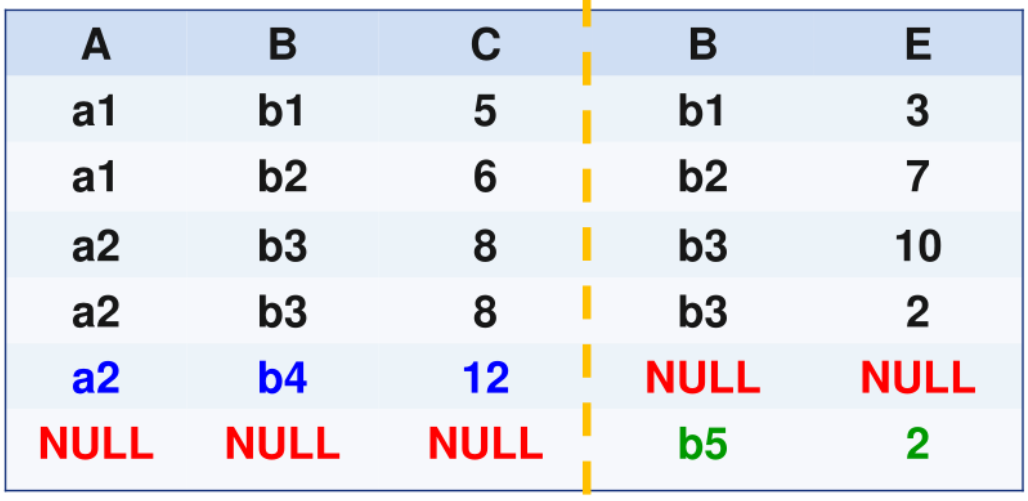 A B C B E
a1 b1 5 b1 3
a1 b2 6 b2 7
a2 b3 8 b3 10
a2 b3 8 b3 2
a2 b4 12 NULL NULL
NULL NULL NULL b5 2